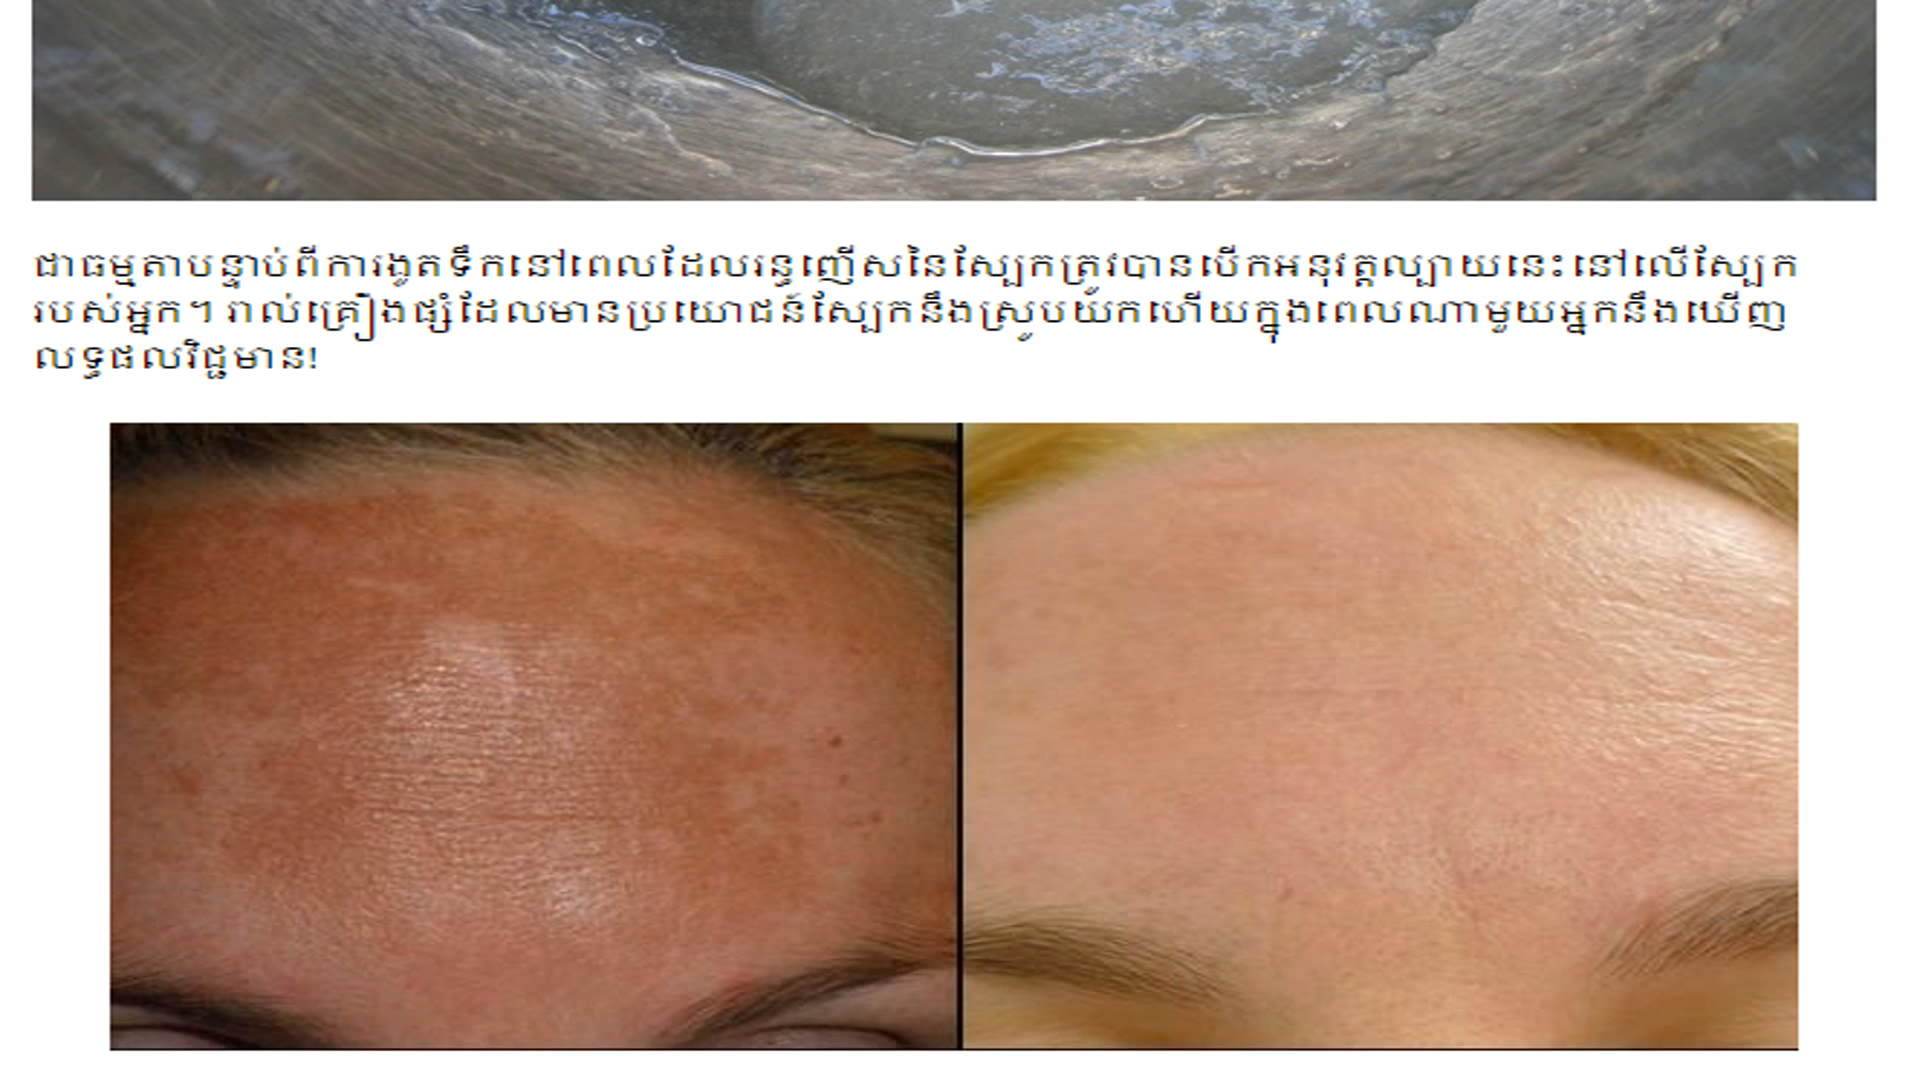 ជាធម្មតាបន្ទាប់ពីការងូតទឹកនៅពេលដែលរន្ធញើសនៃស្បែកត្រូវបានបើកអនុវត្តល្បាយនេះនៅលើស្បែក
របស់អ្នក។ រាល់គ្រឿងផ្សំដែលមានប្រយោជន៍ស្បែកនឹងស្រូបយកហើយក្នុងពេលណាមួយអ្នកនឹងឃើញ
លទ្ធផលវិជ្ជមាន!